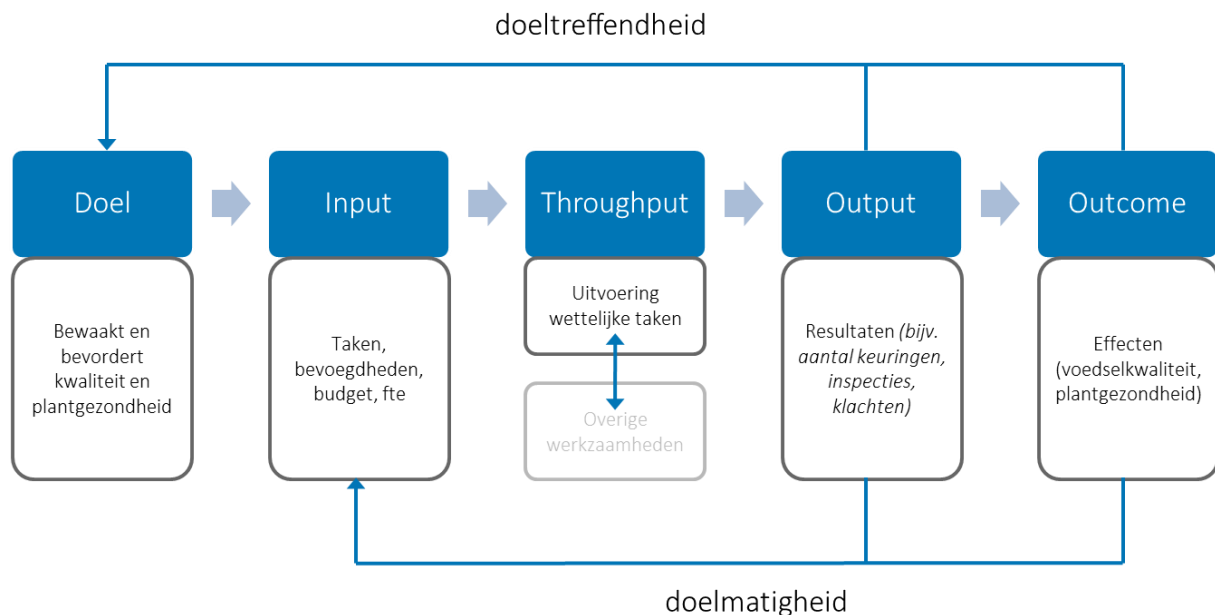 doeltreffendheid
Doel
Input
Throughput
Output
Outcome
Bewaakt en
bevordert
kwaliteit en
plantgezondheid
Taken,
bevoegdheden,
budget, fte
Uitvoering
wettelijke taken
Overige
werkzaamheden
Resultaten (bijv.
aantal keuringen,
inspecties,
klachten)
Effecten
(voedselkwaliteit,
plantgezondheid)
doelmatigheid